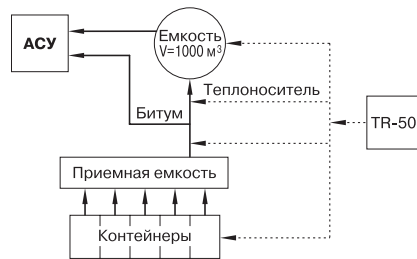 АСУ
Емкость
V=1000 м³
Теплоноситель
Битум
TR-50
Приемная емкость
Контейнеры